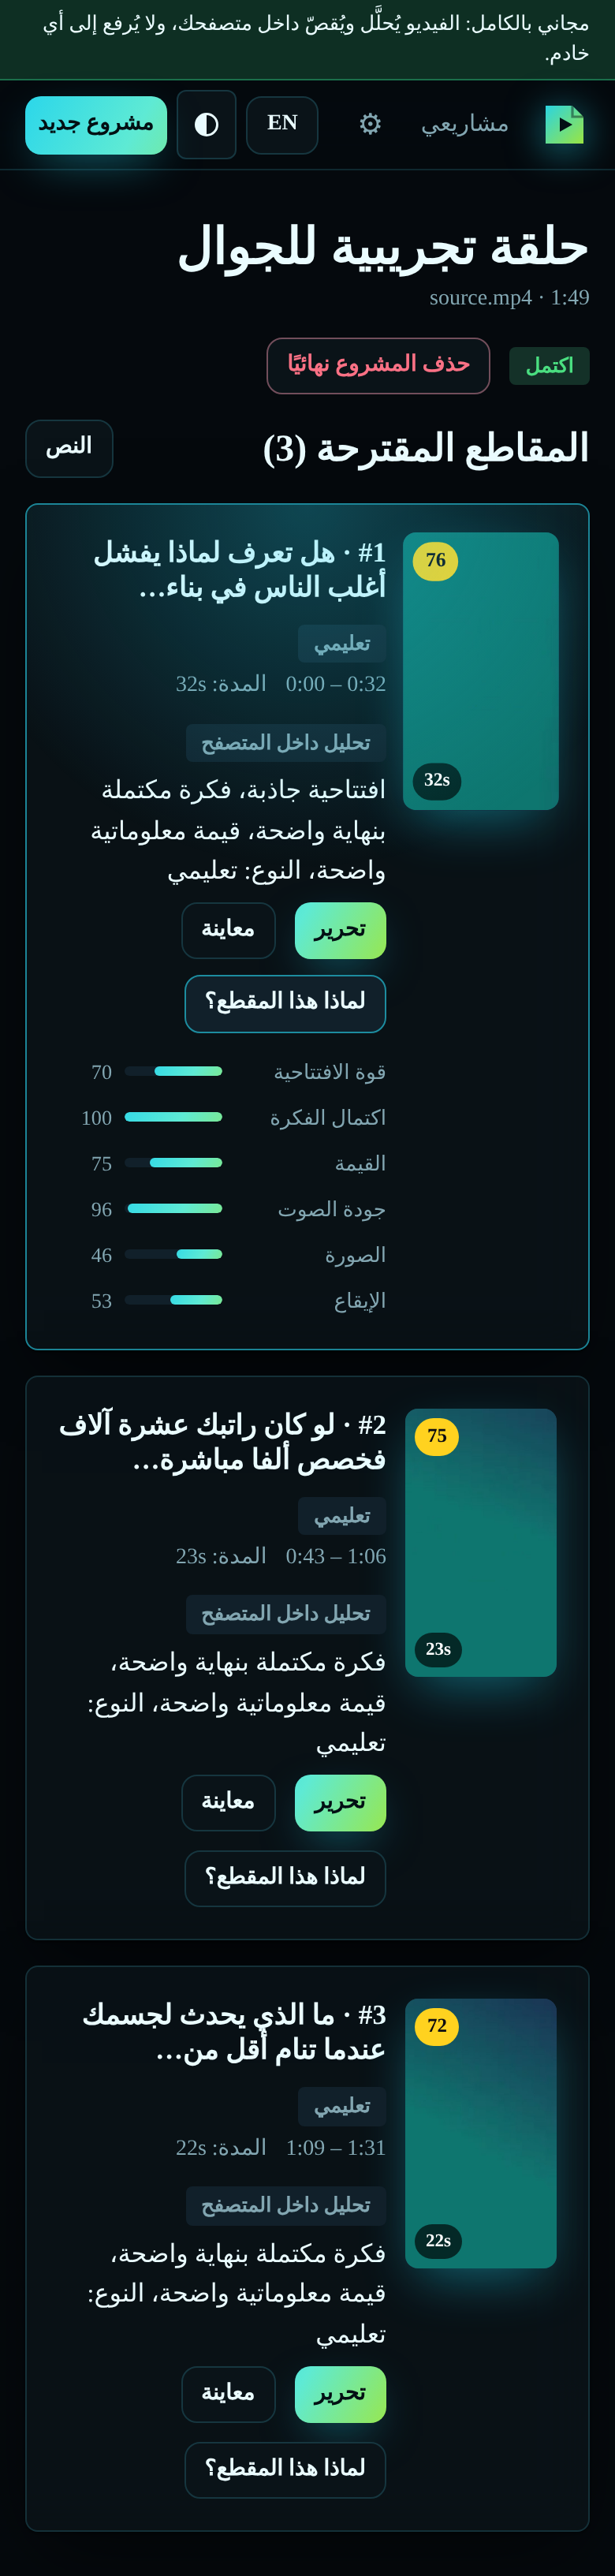 مجاني بالكامل: الفيديو يُحلَّل ويُقصّ داخل متصفحك، ولا يُرفع إلى أي
خادم.
مشاريعي
EN
مشروع جديد
حلقة تجريبية للجوال
source.mp4 · 1:49
اكتمل
حذف المشروع نهائيًا
المقاطع المقترحة (3)
النص
76
32s
#1 · هل تعرف لماذا يفشل
أغلب الناس في بناء...
تعليمي
0:00 – 0:32 المدة: 32s
تحليل داخل المتصفح
افتتاحية جاذبة، فكرة مكتملة
بنهاية واضحة، قيمة معلوماتية
واضحة، النوع: تعليمي
تحرير
معاينة
لماذا هذا المقطع؟
قوة الافتتاحية 70
اكتمال الفكرة 100
القيمة 75
جودة الصوت 96
الصورة 46
الإيقاع 53
75
23s
#2 · لو كان راتبك عشرة آلاف
فخصص ألفا مباشرة...
تعليمي
0:43 – 1:06 المدة: 23s
تحليل داخل المتصفح
فكرة مكتملة بنهاية واضحة،
قيمة معلوماتية واضحة، النوع:
تعليمي
تحرير
معاينة
لماذا هذا المقطع؟
72
22s
#3 · ما الذي يحدث لجسمك
عندما تنام أقل من...
تعليمي
1:09 – 1:31 المدة: 22s
تحليل داخل المتصفح
فكرة مكتملة بنهاية واضحة،
قيمة معلوماتية واضحة، النوع:
تعليمي
تحرير
معاينة
لماذا هذا المقطع؟